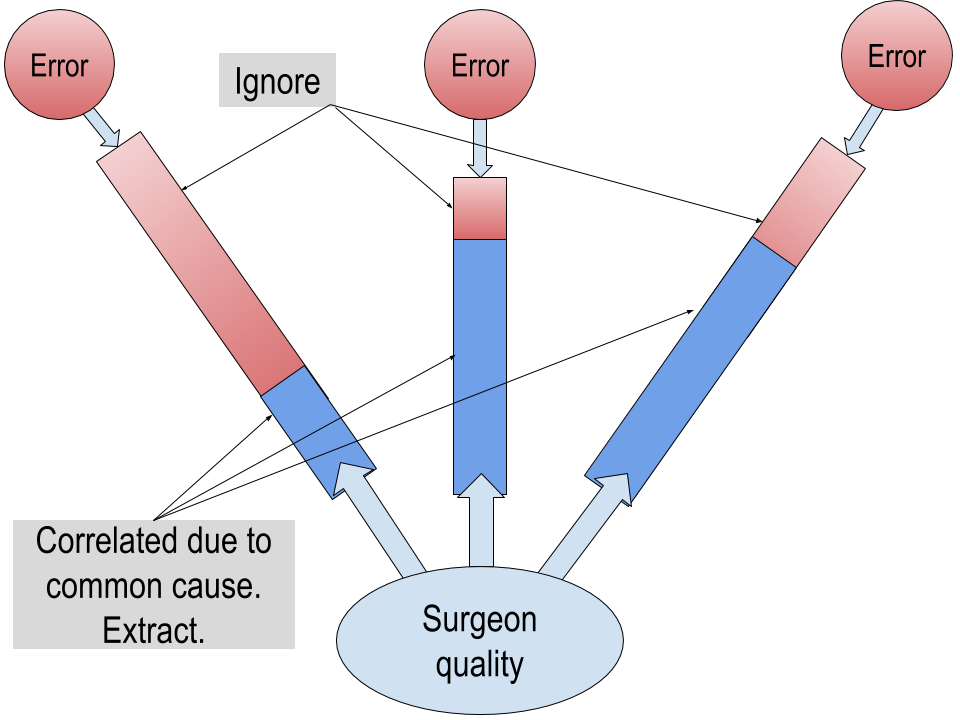 Error
Error
Error
Ignore
Correlated due to
common cause.
Extract.
Surgeon
quality